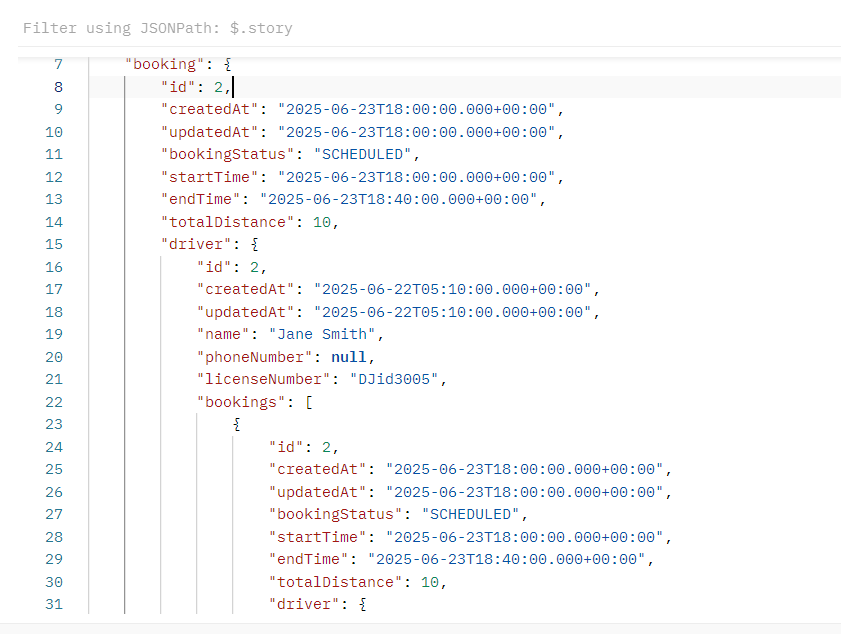 Filter using JSONPath: $.story
7 "booking": {
8 "id": 2,
9 "createdAt": "2025-06-23T18:00:00.000+00:00",
10 "updatedAt": "2025-06-23T18:00:00.000+00:00",
11 "bookingStatus": "SCHEDULED",
12 "startTime": "2025-06-23T18:00:00.000+00:00",
13 "endTime": "2025-06-23T18:40:00.000+00:00",
14 "totalDistance": 10,
15 "driver": {
16 "id": 2,
17 "createdAt": "2025-06-22T05:10:00.000+00:00",
18 "updatedAt": "2025-06-22T05:10:00.000+00:00",
19 "name": "Jane Smith",
20 "phoneNumber": null,
21 "licenseNumber": "DJid3005",
22 "bookings": [
23 {
24 "id": 2,
25 "createdAt": "2025-06-23T18:00:00.000+00:00",
26 "updatedAt": "2025-06-23T18:00:00.000+00:00",
27 "bookingStatus": "SCHEDULED",
28 "startTime": "2025-06-23T18:00:00.000+00:00",
29 "endTime": "2025-06-23T18:40:00.000+00:00",
30 "totalDistance": 10,
31 "driver": {